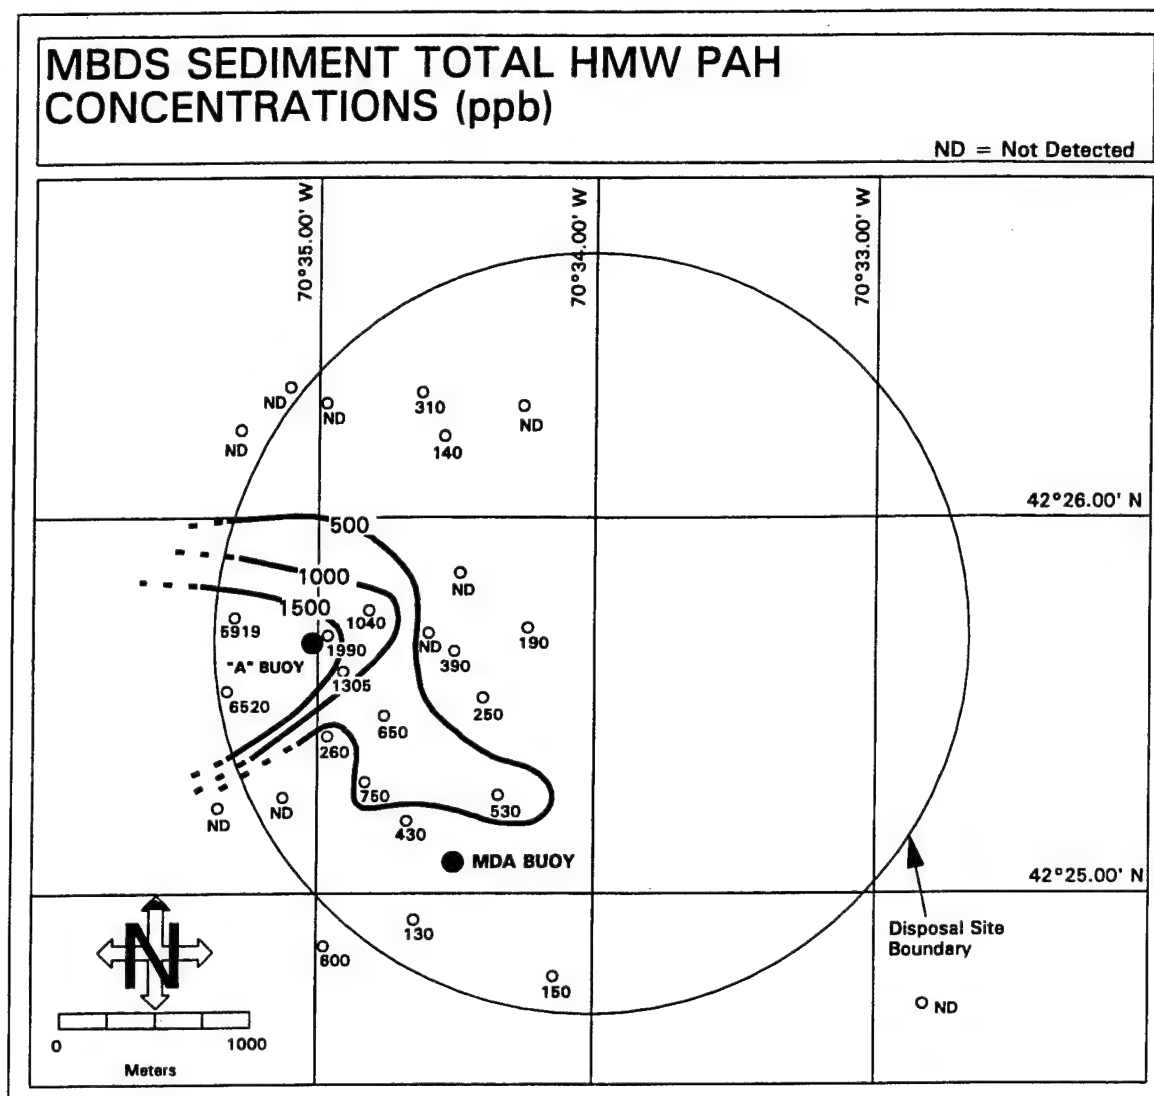 MBDS SEDIMENT TOTAL HMW PAH
CONCENTRATIONS (ppb)
ND = Not Detected
70°35.00' W
70°34.00' W
70°33.00' W
ND
ND
310
ND
ND
140
42°26.00' N
500
1000
ND
1500
5919
1040
1990
ND
190
"A" BUOY
390
1305
6520
250
650
260
750
530
ND
ND
430
MDA BUOY
42°25.00' N
130
Disposal Site
Boundary
600
150
ND
N
0
1000
Meters